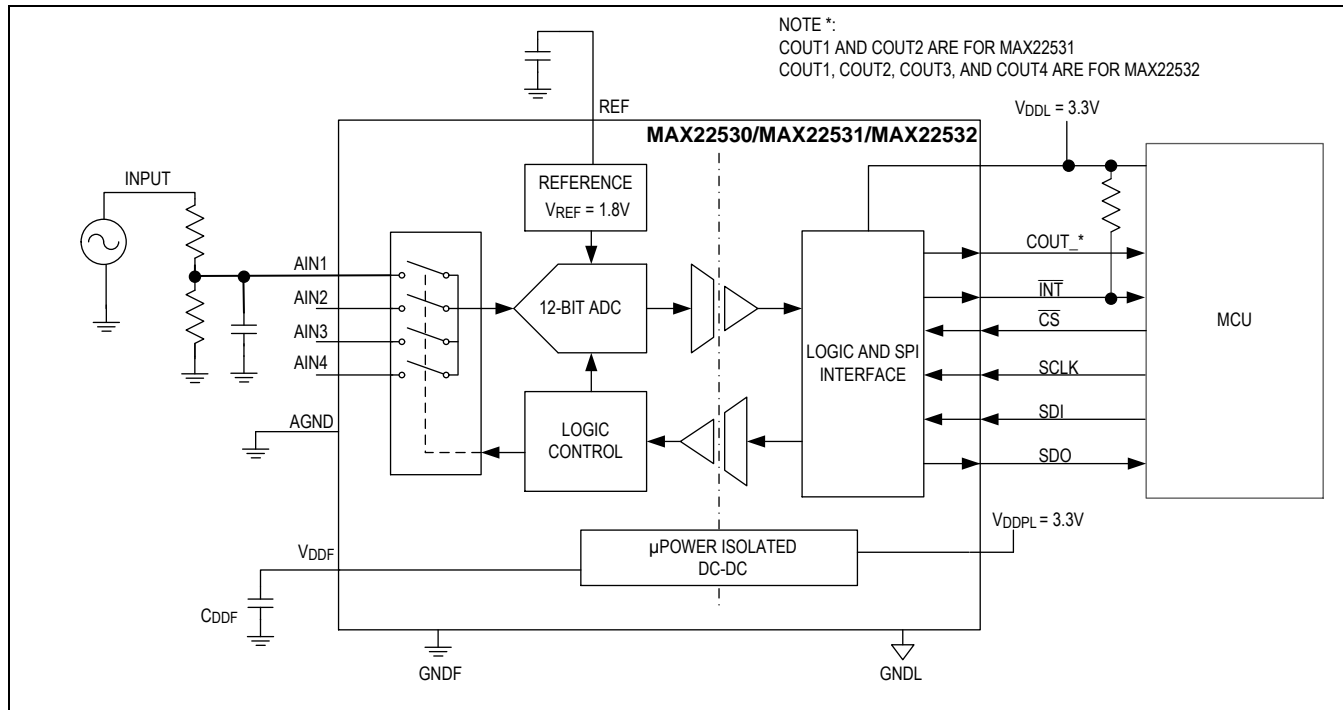 NOTE *:
COUT1 AND COUT2 ARE FOR MAX22531
COUT1, COUT2, COUT3, AND COUT4 ARE FOR MAX22532
REF
VDDL = 3.3V
MAX22530/MAX22531/MAX22532
INPUT
REFERENCE
VREF = 1.8V
COUT_*
AIN1
INT
AIN2
12-BIT ADC
CS
MCU
AIN3
LOGIC AND SPI
INTERFACE
AIN4
SCLK
AGND
SDI
LOGIC
CONTROL
SDO
VDDPL = 3.3V
VDDF
µPOWER ISOLATED
DC-DC
CDDF
GNDF
GNDL